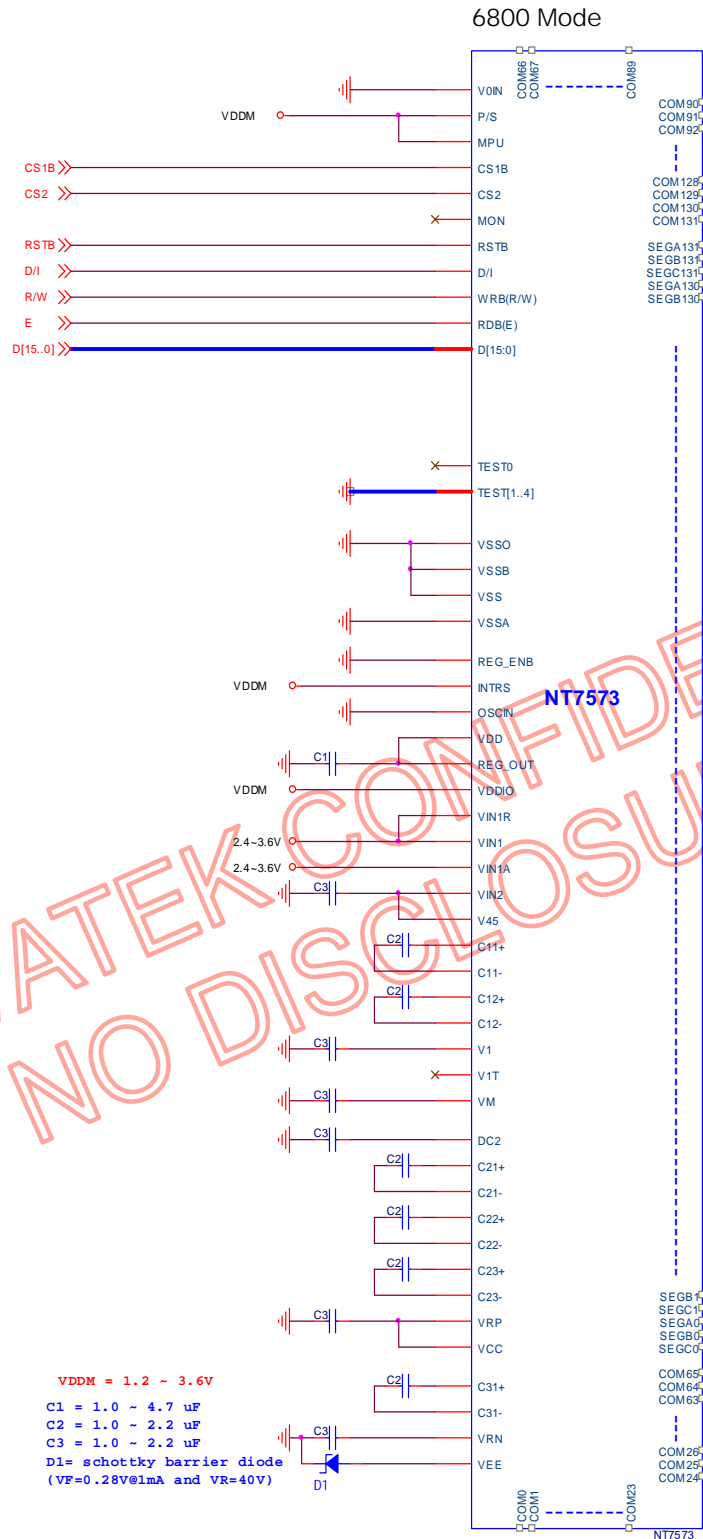 6800 Mode
COM66
COM67
COM89
V0IN
VDDM
P/S
MPU
CS1B
CS1B
CS2
CS2
MON
RSTB
RSTB
D/I
D/I
R/W
WRB(R/W)
E
RDB(E)
D[15..0]
D[15:0]
TEST0
TEST[1..4]
VSSO
VSSB
VSS
VSSA
REG_ENB
VDDM
INTRS
OSCIN
VDD
C1
REG_OUT
VDDM
VDDIO
VIN1R
2.4~3.6V
VIN1
2.4~3.6V
VIN1A
C3
VIN2
V45
C2
C11+
C11-
C2
C12+
C12-
C3
V1
V1T
C3
VM
C3
DC2
C2
C21+
C21-
C2
C22+
C22-
C2
C23+
C23-
C3
VRP
VCC
C2
C31+
C31-
C3
VRN
VEE
D1
NT7573
COM90
COM91
COM92
COM128
COM129
COM130
COM131
SEGA131
SEGB131
SEGC131
SEGA130
SEGB130
SEGB1
SEGC1
SEGA0
SEGB0
SEGC0
COM65
COM64
COM63
COM26
COM25
COM24
COM0
COM1
COM23
NT7573
VDDM = 1.2 ~ 3.6V
C1 = 1.0 ~ 4.7 uF
C2 = 1.0 ~ 2.2 uF
C3 = 1.0 ~ 2.2 uF
D1= schottky barrier diode
(VF=0.28V@1mA and VR=40V)
ATEK CONFIDE
NO DISCLOSU